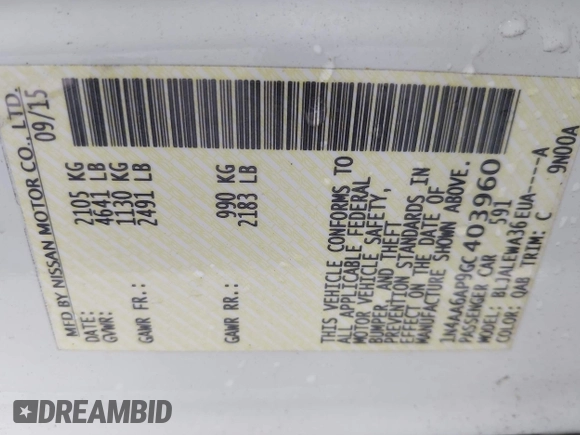 MFD BY NISSAN MOTOR CO., LTD.
DATE: 09/15
GVWR: 2105 KG
4641 LB
GAWR FR: 1130 KG
2491 LB
GAWR RR: 990 KG
2183 LB
THIS VEHICLE CONFORMS TO
ALL APPLICABLE FEDERAL
MOTOR VEHICLE SAFETY,
BUMPER, AND THEFT
PREVENTION STANDARDS IN
EFFECT ON THE DATE OF
MANUFACTURE SHOWN ABOVE.
1N4AA6AP9GC403960
PASSENGER CAR 591
MODEL: BLJALEWA36EUA----A
COLOR: QAB TRIM: C 9N00A
DREAMBID